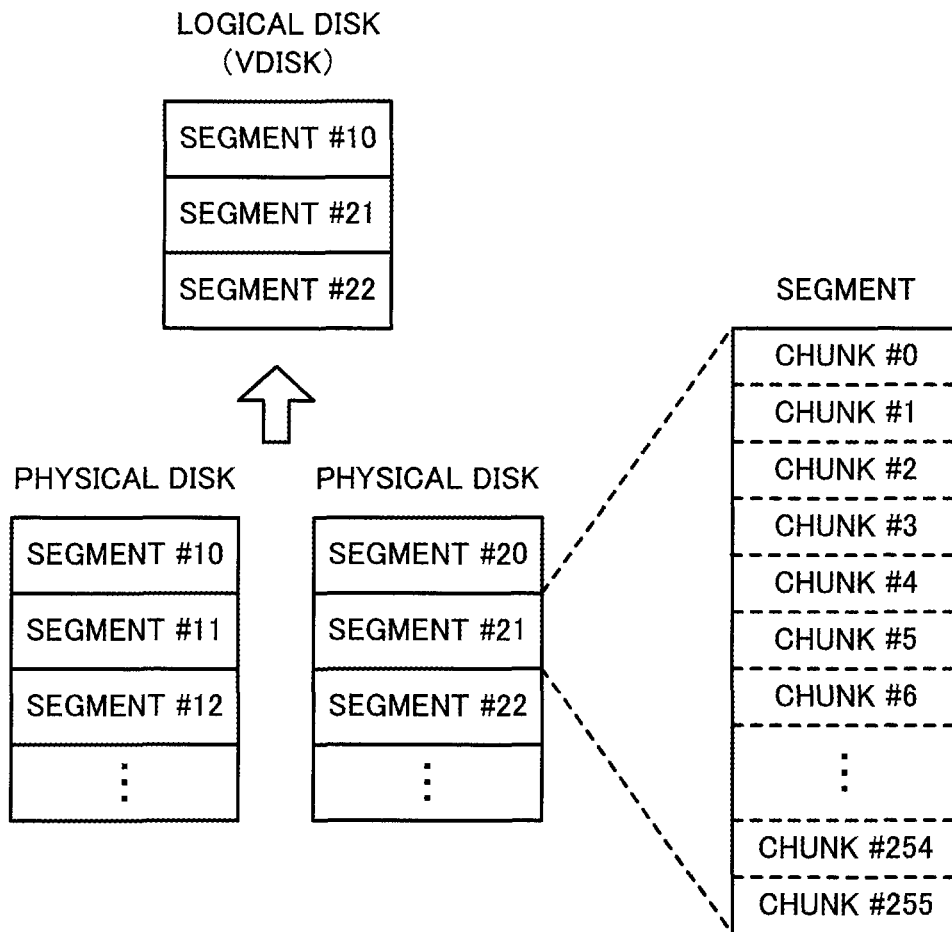 LOGICAL DISK
(VDISK)
SEGMENT #10
SEGMENT #21
SEGMENT #22
PHYSICAL DISK
SEGMENT #10
SEGMENT #11
SEGMENT #12
⋮
PHYSICAL DISK
SEGMENT #20
SEGMENT #21
SEGMENT #22
⋮
SEGMENT
CHUNK #0
CHUNK #1
CHUNK #2
CHUNK #3
CHUNK #4
CHUNK #5
CHUNK #6
⋮
CHUNK #254
CHUNK #255